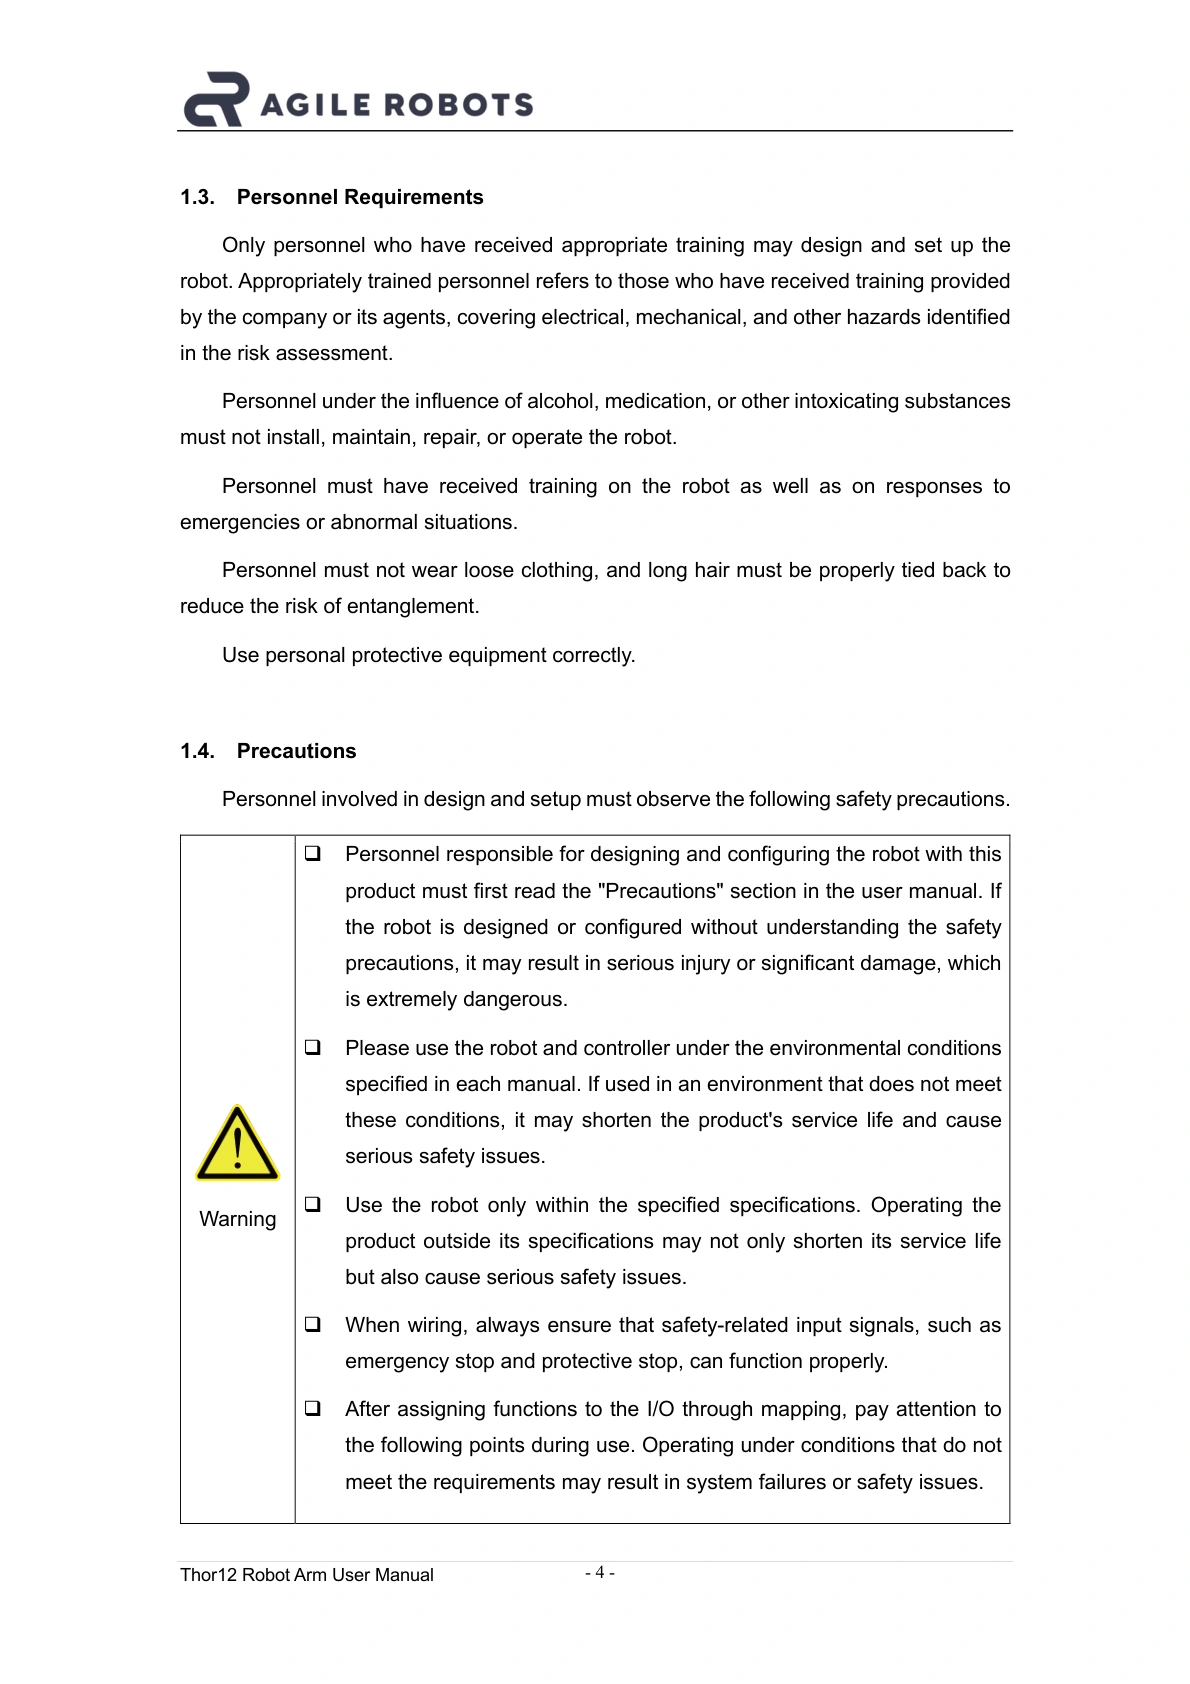 AGILE ROBOTS
1.3. Personnel Requirements
Only personnel who have received appropriate training may design and set up the
robot. Appropriately trained personnel refers to those who have received training provided
by the company or its agents, covering electrical, mechanical, and other hazards identified
in the risk assessment.
Personnel under the influence of alcohol, medication, or other intoxicating substances
must not install, maintain, repair, or operate the robot.
Personnel must have received training on the robot as well as on responses to
emergencies or abnormal situations.
Personnel must not wear loose clothing, and long hair must be properly tied back to
reduce the risk of entanglement.
Use personal protective equipment correctly.
1.4. Precautions
Personnel involved in design and setup must observe the following safety precautions.
Warning
❑ Personnel responsible for designing and configuring the robot with this
product must first read the "Precautions" section in the user manual. If
the robot is designed or configured without understanding the safety
precautions, it may result in serious injury or significant damage, which
is extremely dangerous.
❑ Please use the robot and controller under the environmental conditions
specified in each manual. If used in an environment that does not meet
these conditions, it may shorten the product's service life and cause
serious safety issues.
❑ Use the robot only within the specified specifications. Operating the
product outside its specifications may not only shorten its service life
but also cause serious safety issues.
❑ When wiring, always ensure that safety-related input signals, such as
emergency stop and protective stop, can function properly.
❑ After assigning functions to the I/O through mapping, pay attention to
the following points during use. Operating under conditions that do not
meet the requirements may result in system failures or safety issues.
Thor12 Robot Arm User Manual
- 4 -